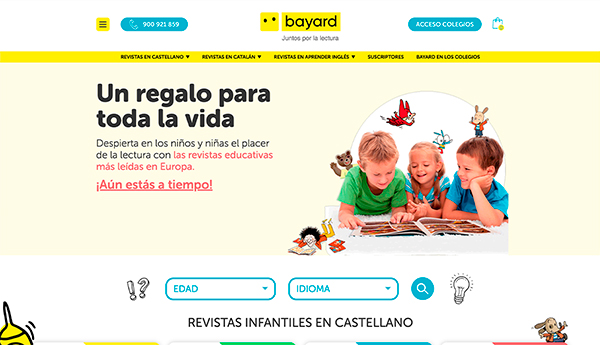 900 921 859
bayard
Juntos por la lectura
ACCESO COLEGIOS
REVISTAS EN CASTELLANO ▼ REVISTAS EN CATALÁN ▼ REVISTAS EN APRENDER INGLÉS ▼ SUSCRIPTORES BAYARD EN LOS COLEGIOS
Un regalo para
toda la vida
Despierta en los niños y niñas el placer
de la lectura con las revistas educativas
más leídas en Europa.
¡Aún estás a tiempo!
!?
EDAD
IDIOMA
REVISTAS INFANTILES EN CASTELLANO